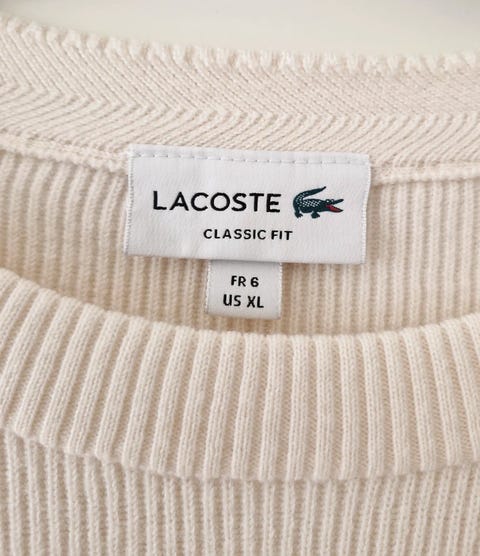 LACOSTE
CLASSIC FIT
FR 6
US XL